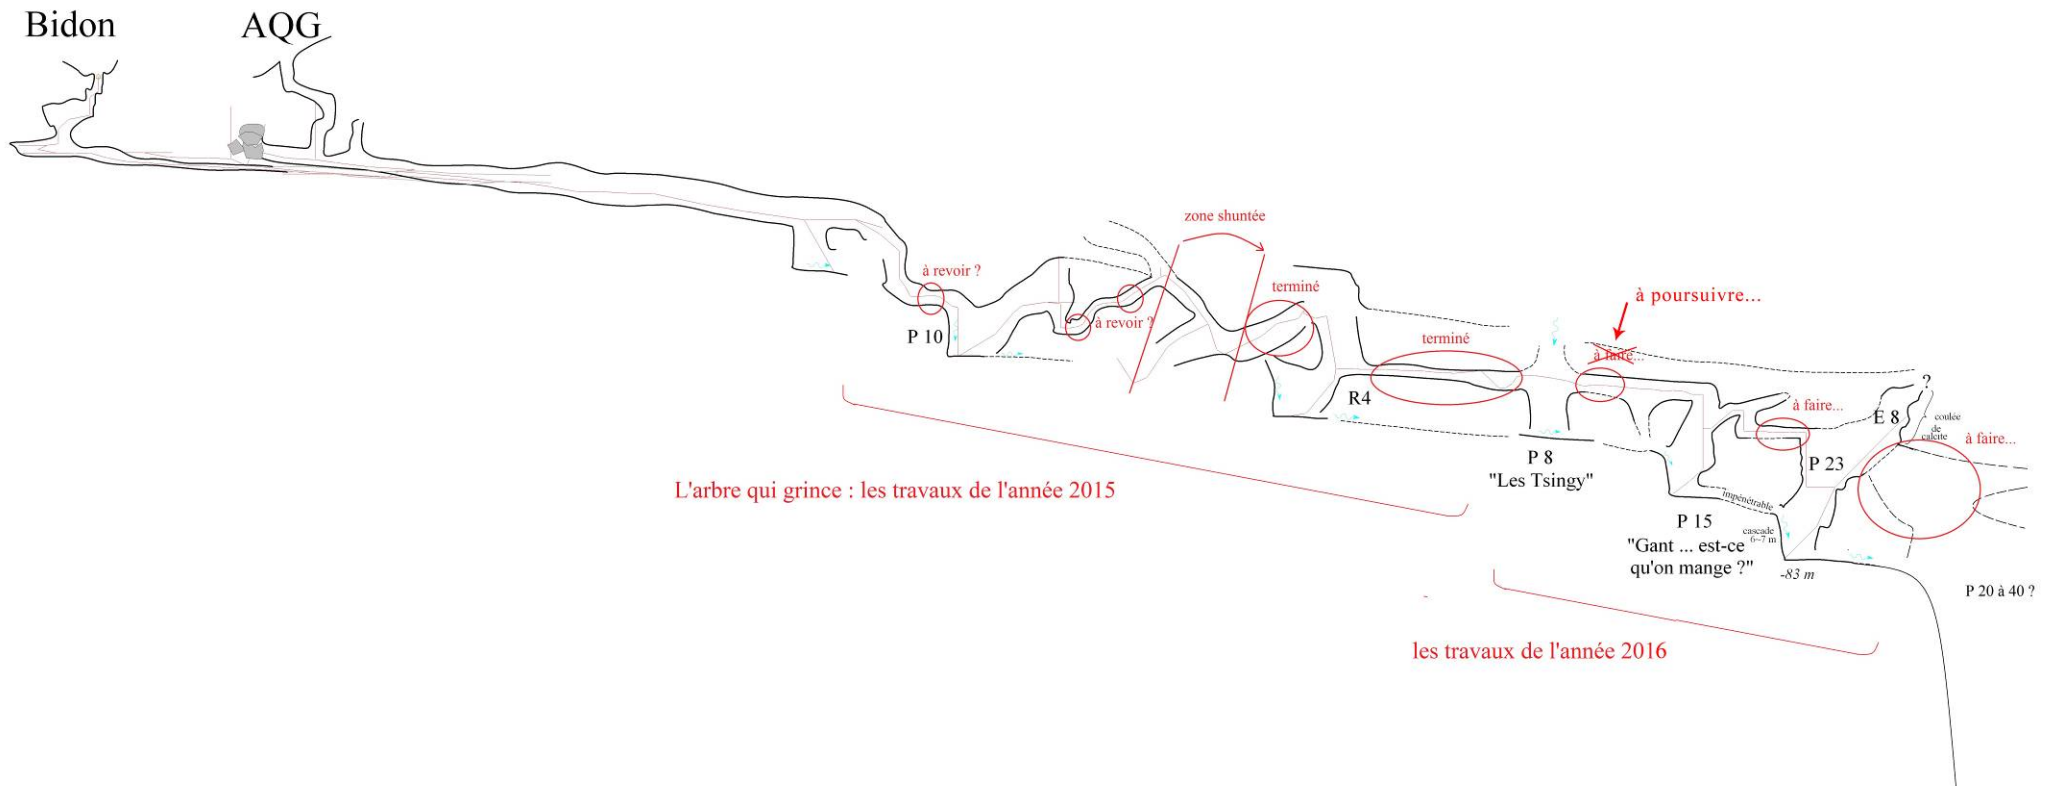 Bidon
AQG
zone shuntée
à revoir ?
terminé
à poursuivre...
P 10
à revoir ?
terminé
à faire...
?
R4
à faire...
E 8
coulée
de
calcite
à faire...
P 8
"Les Tsingy"
P 23
L'arbre qui grince : les travaux de l'année 2015
impénétrable
P 15
"Gant ... est-ce
qu'on mange ?"
cascade
6~7 m
-83 m
P 20 à 40 ?
les travaux de l'année 2016